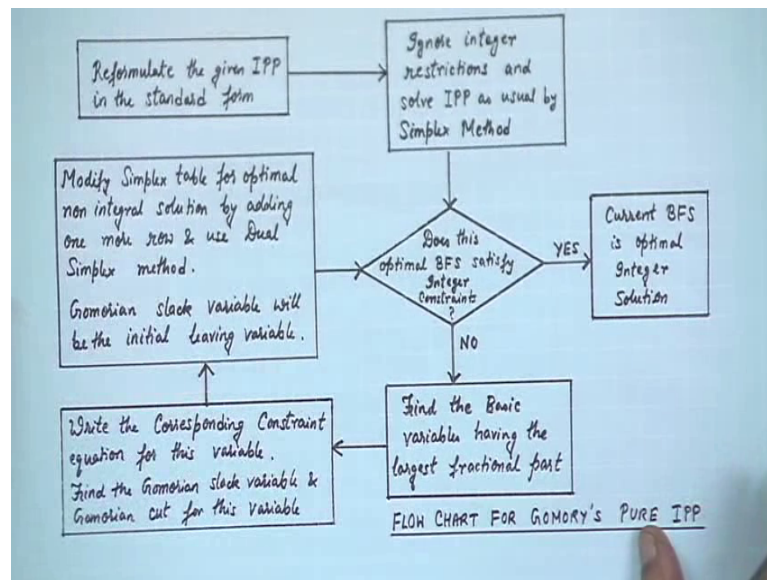 Reformulate the given IPP
in the standard form
Ignore integer
restrictions and
solve IPP as usual by
Simplex Method
Does this
optimal BFS satisfy
Integer
Constraints
?
YES
Current BFS
is optimal
Integer
Solution
NO
Find the Basic
variables having the
largest fractional part
Write the Corresponding Constraint
equation for this variable.
Find the Gomorian slack variable &
Gomorian cut for this variable
Modify Simplex table for optimal
non integral solution by adding
one more row & use Dual
Simplex method.
Gomorian slack variable will
be the initial leaving variable.
FLOW CHART FOR GOMORY'S PURE IPP